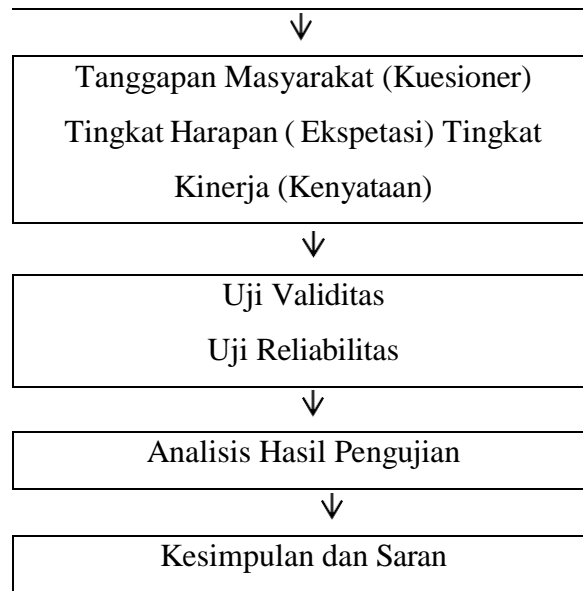 Tanggapan Masyarakat (Kuesioner)
Tingkat Harapan ( Ekspetasi) Tingkat
Kinerja (Kenyataan)
Uji Validitas
Uji Reliabilitas
Analisis Hasil Pengujian
Kesimpulan dan Saran